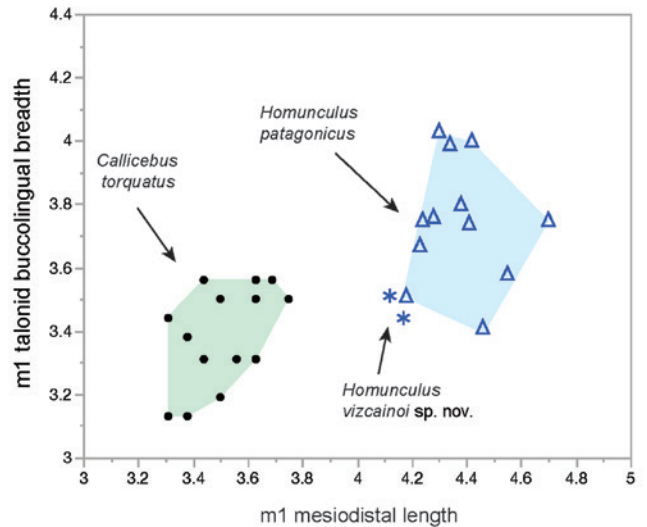 4.4
4.2
4
3.8
3.6
3.4
3.2
3
m1 talonid buccolingual breadth
Homunculus
patagonicus
Callicebus
torquatus
Homunculus
vizcainoi sp. nov.
3 3.2 3.4 3.6 3.8 4 4.2 4.4 4.6 4.8 5
m1 mesiodistal length